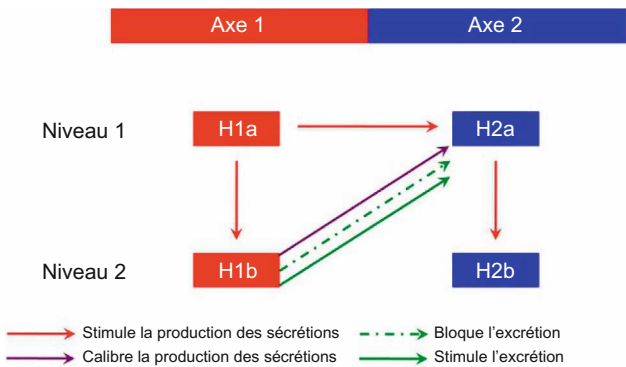 Axe 1 Axe 2
Niveau 1 H1a H2a
Niveau 2 H1b H2b
Stimule la production des sécrétions Bloque l'excrétion
Calibre la production des sécrétions Stimule l'excrétion